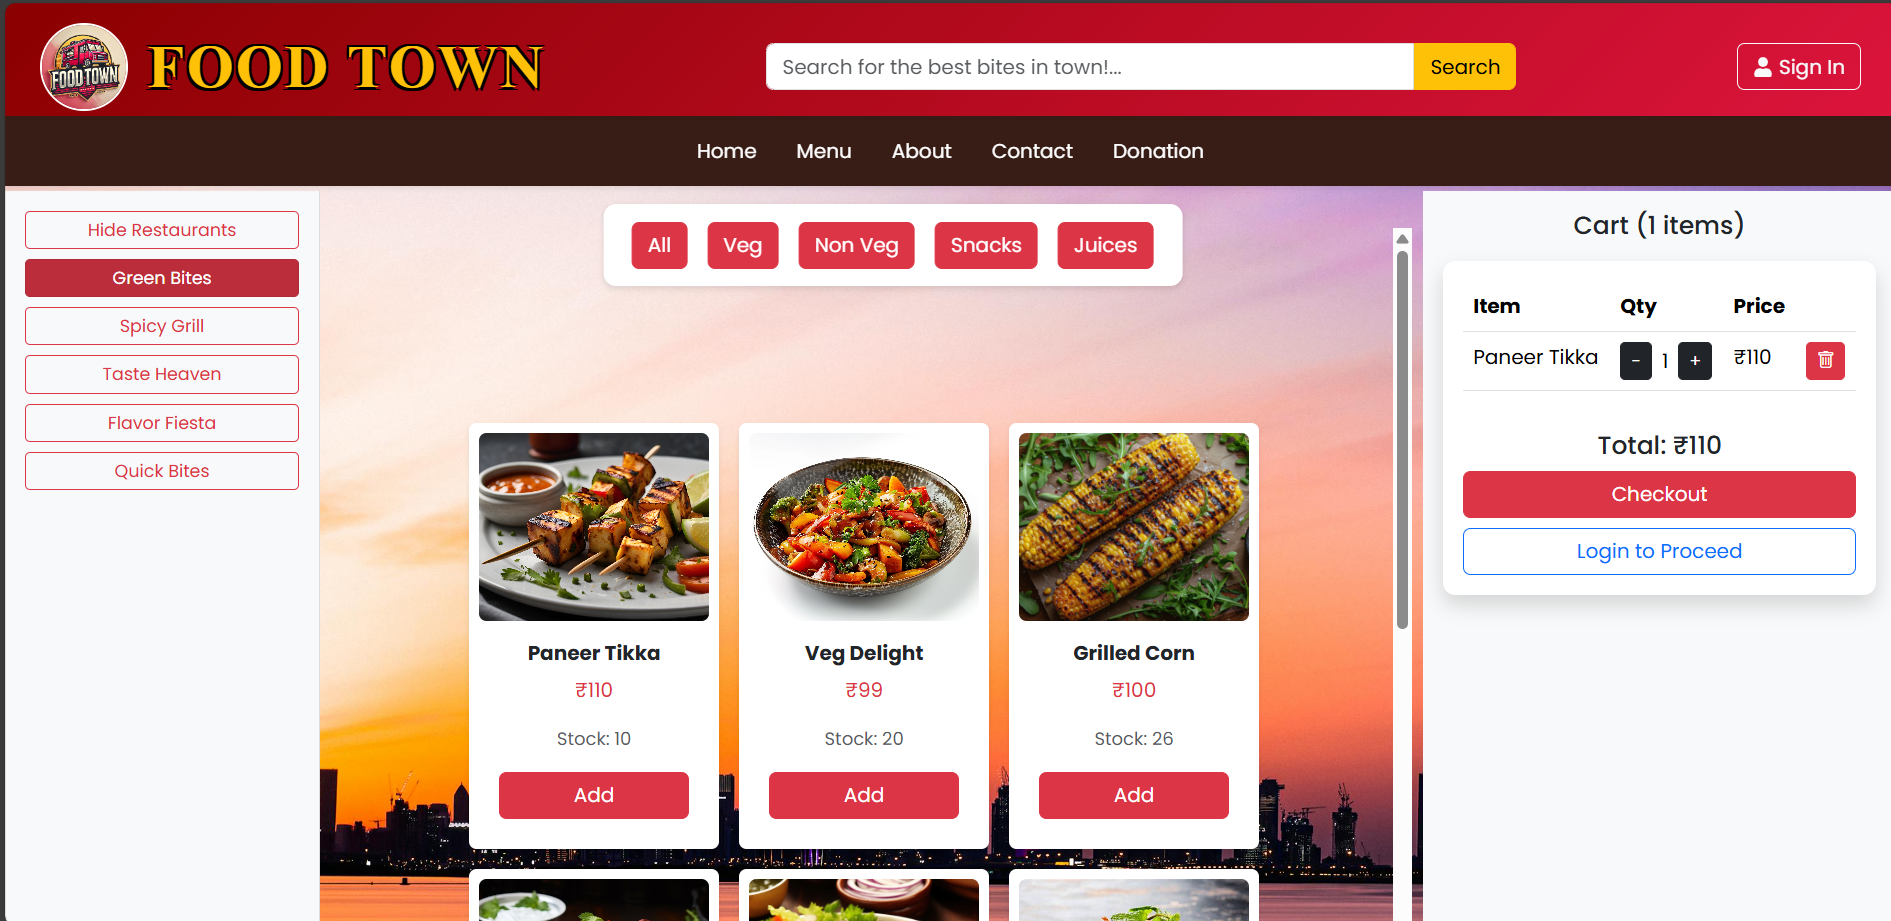 FOOD TOWN
FOOD TOWN
Search for the best bites in town!...
Search
Sign In
Home Menu About Contact Donation
Hide Restaurants
Green Bites
Spicy Grill
Taste Heaven
Flavor Fiesta
Quick Bites
All Veg Non Veg Snacks Juices
Paneer Tikka
₹110
Stock: 10
Add
Veg Delight
₹99
Stock: 20
Add
Grilled Corn
₹100
Stock: 26
Add
Cart (1 items)
Item Qty Price
Paneer Tikka - 1 + ₹110
Total: ₹110
Checkout
Login to Proceed